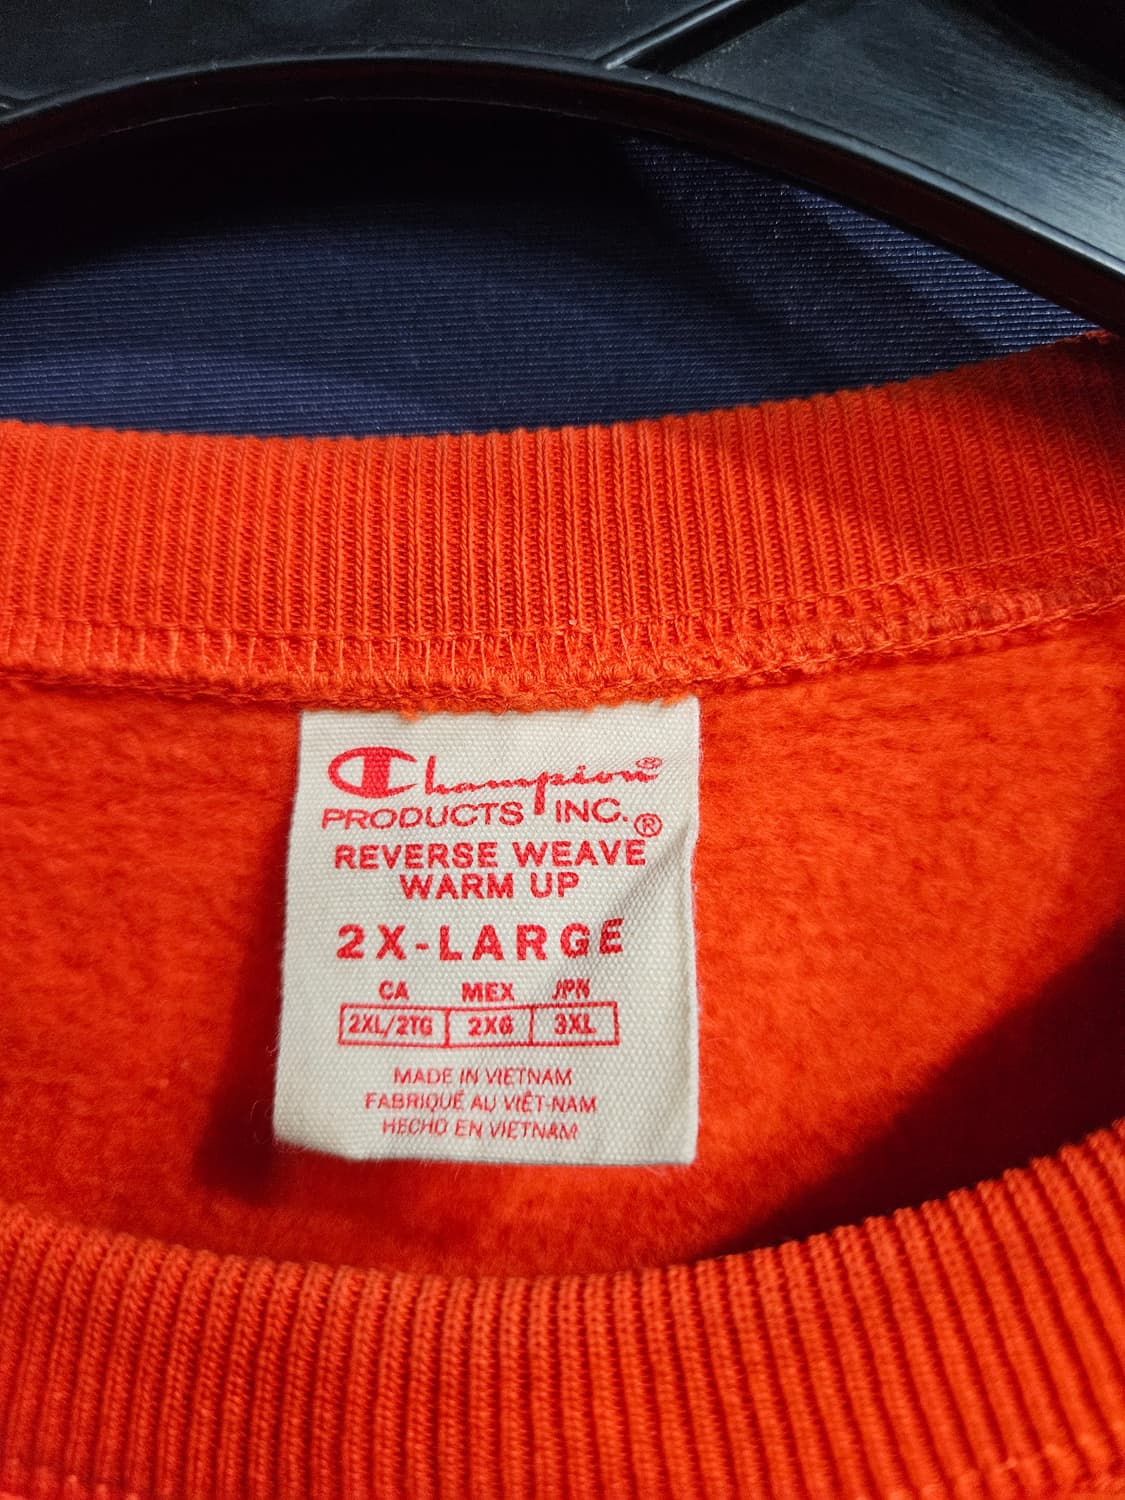 Champion®
PRODUCTS INC.®
REVERSE WEAVE
WARM UP
2X-LARGE
CA MEX JPN
2XL/2TG 2XG 3XL
MADE IN VIETNAM
FABRIQUÉ AU VIÊT-NAM
HECHO EN VIETNAM